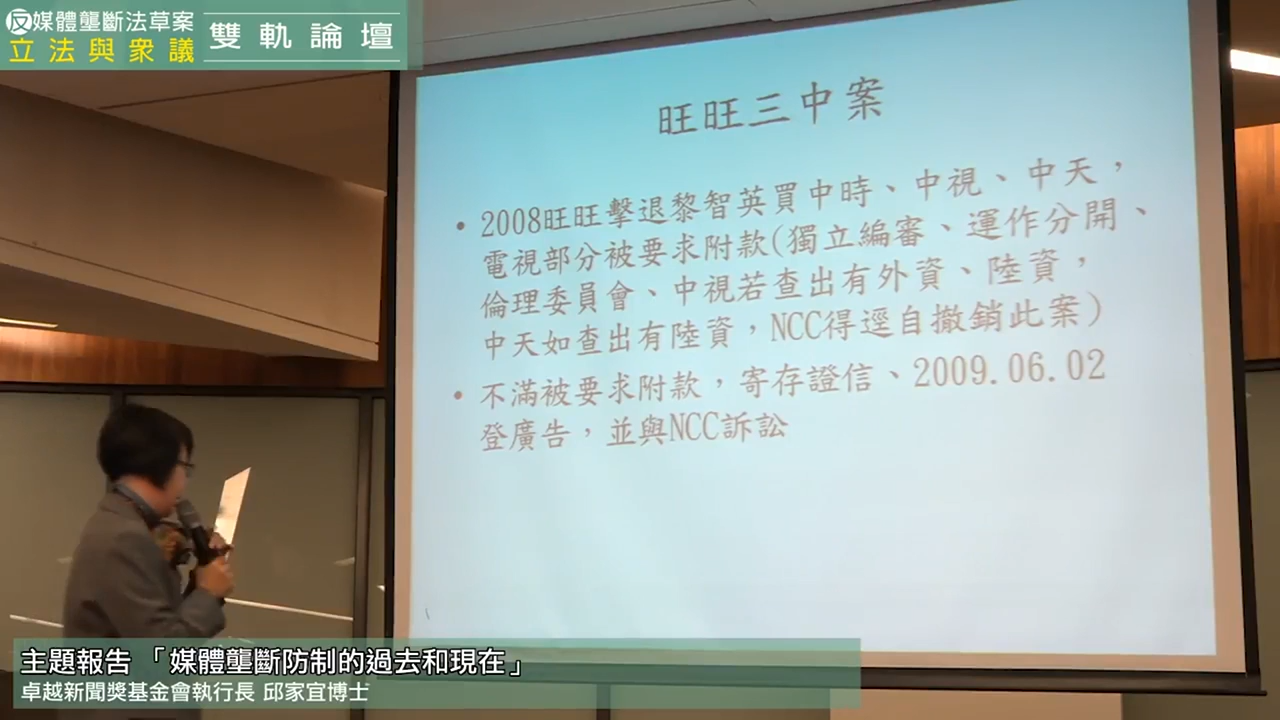 反媒體壟斷法草案
立法與眾議
雙軌論壇
旺旺三中案
• 2008旺旺擊退黎智英買中時、中視、中天，
電視部分被要求附款(獨立編審、運作分開、
倫理委員會、中視若查出有外資、陸資，
中天如查出有陸資，NCC得逕自撤銷此案)
• 不滿被要求附款，寄存證信、2009.06.02
登廣告，並與NCC訴訟
主題報告 「媒體壟斷防制的過去和現在」
卓越新聞獎基金會執行長 邱家宜博士